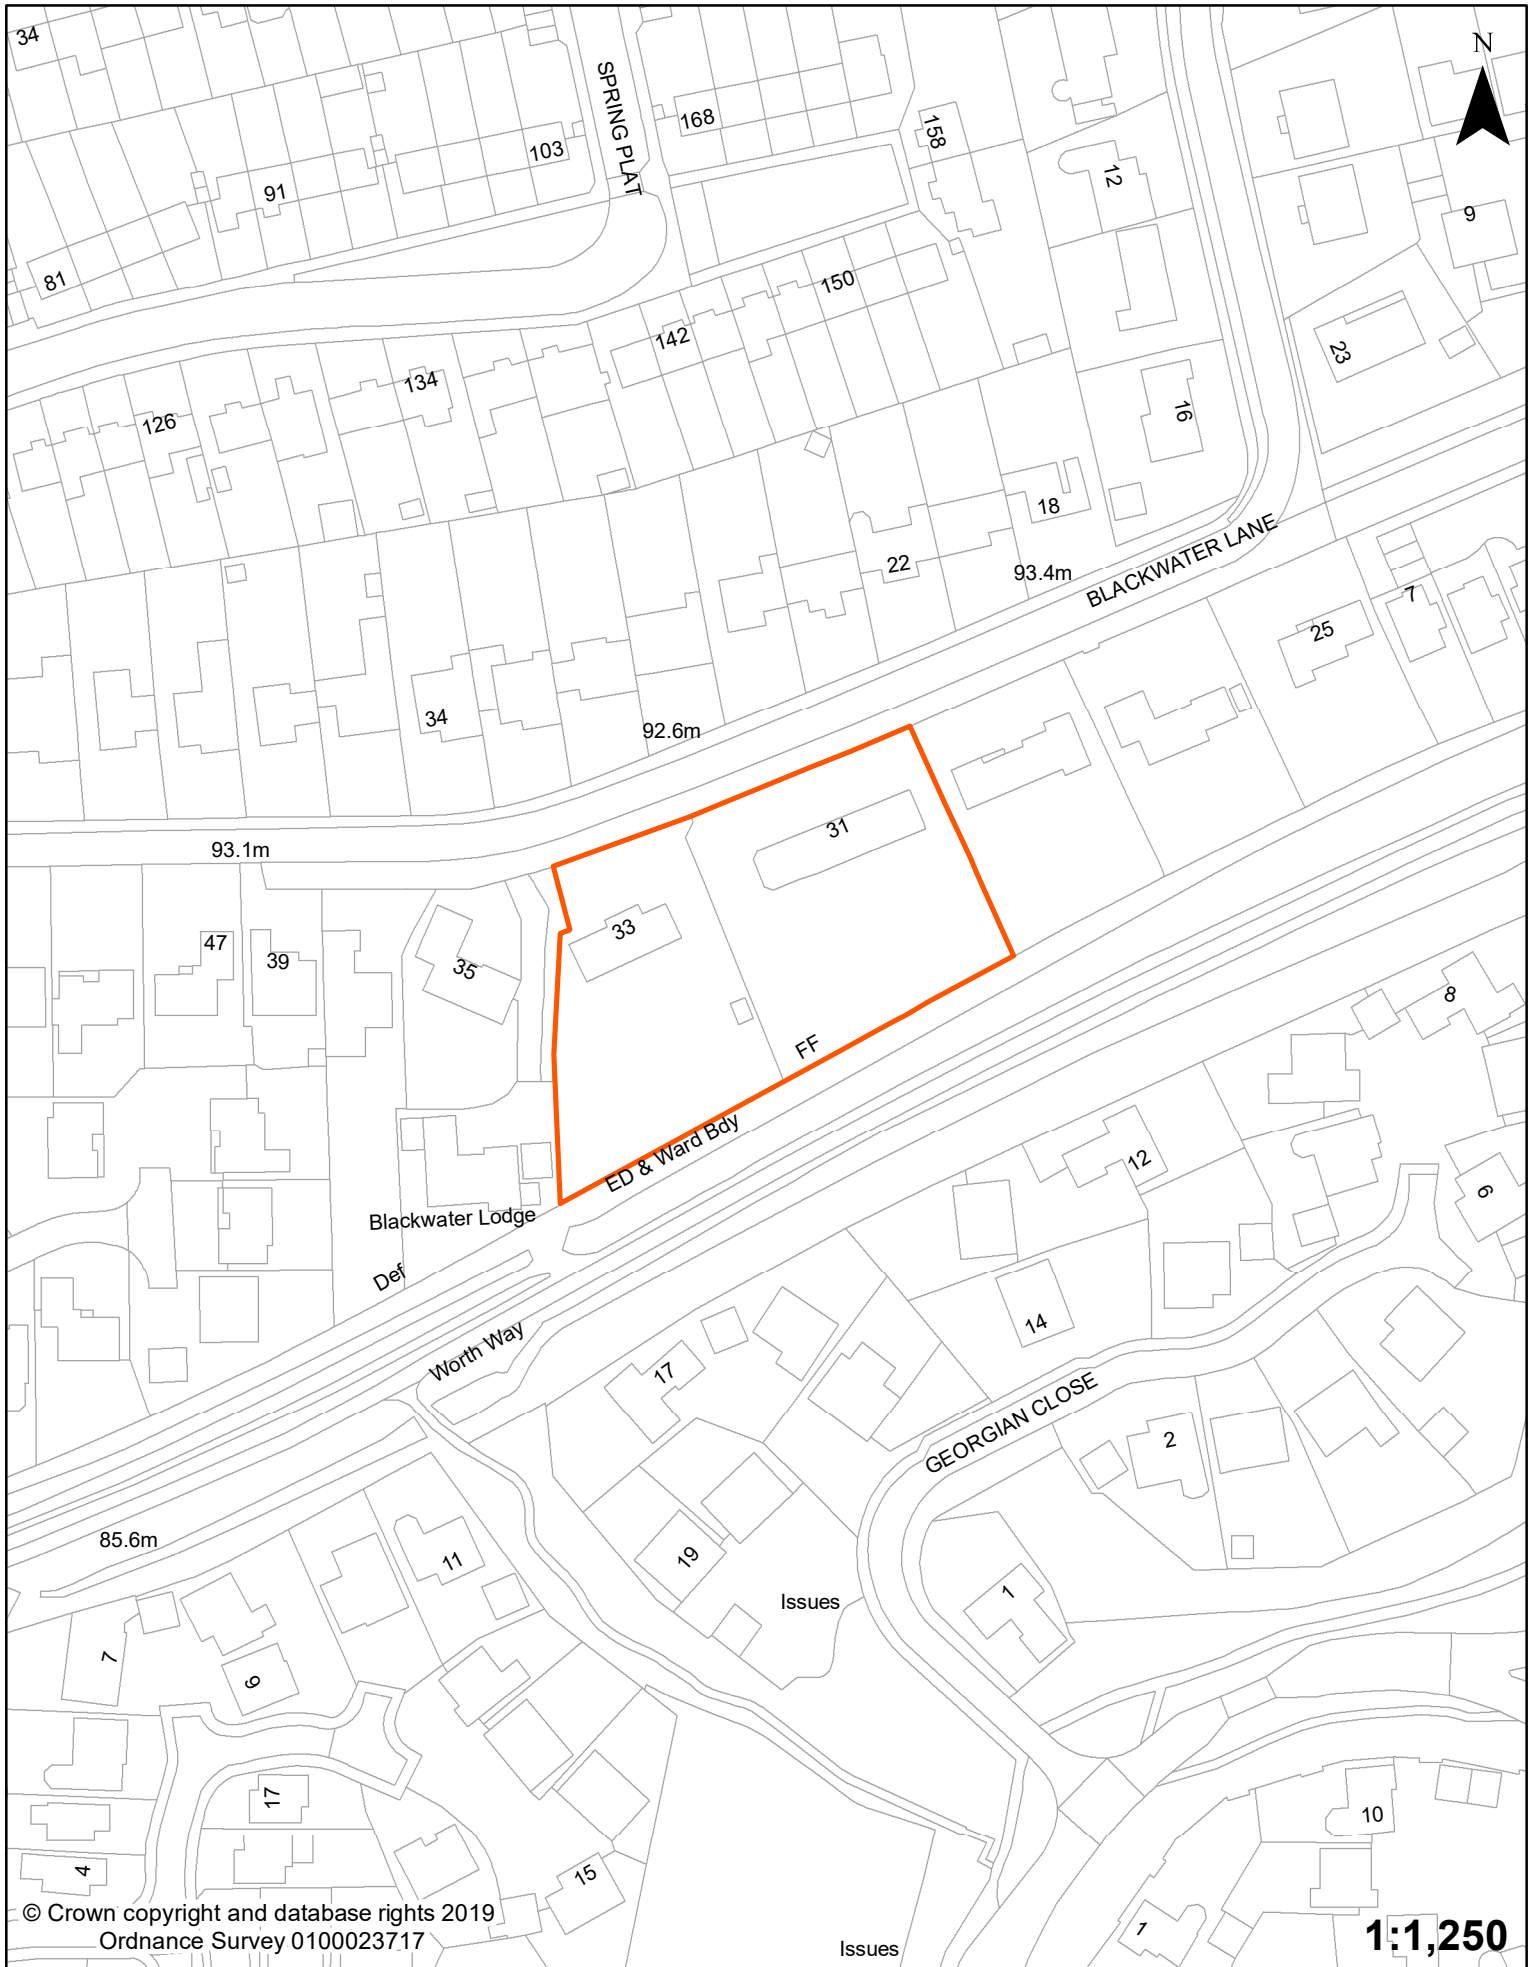 34
N
SPRING PLAT
168
158
103
12
91
9
81
150
142
23
134
16
126
18
22
93.4m
BLACKWATER LANE
7
25
34
92.6m
31
93.1m
33
47
39
35
8
FF
ED & Ward Bdy
12
6
Blackwater Lodge
Def
14
Worth Way
17
GEORGIAN CLOSE
2
85.6m
11
19
1
Issues
7
9
17
10
4
15
© Crown copyright and database rights 2019
Ordnance Survey 0100023717
1
1:1,250
Issues